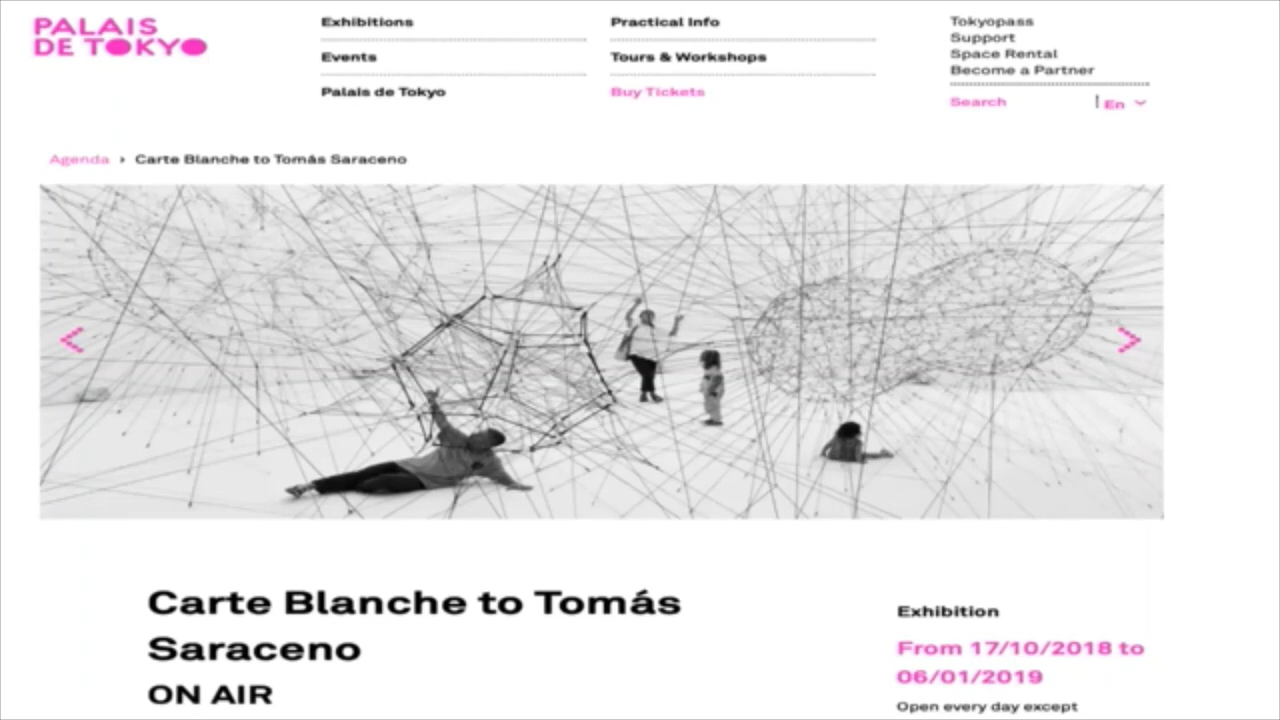 PALAIS
DE TOKYO
Exhibitions
Events
Palais de Tokyo
Practical Info
Tours & Workshops
Buy Tickets
Tokyopass
Support
Space Rental
Become a Partner
Search
En
Agenda › Carte Blanche to Tomás Saraceno
Carte Blanche to Tomás
Saraceno
ON AIR
Exhibition
From 17/10/2018 to
06/01/2019
Open every day except